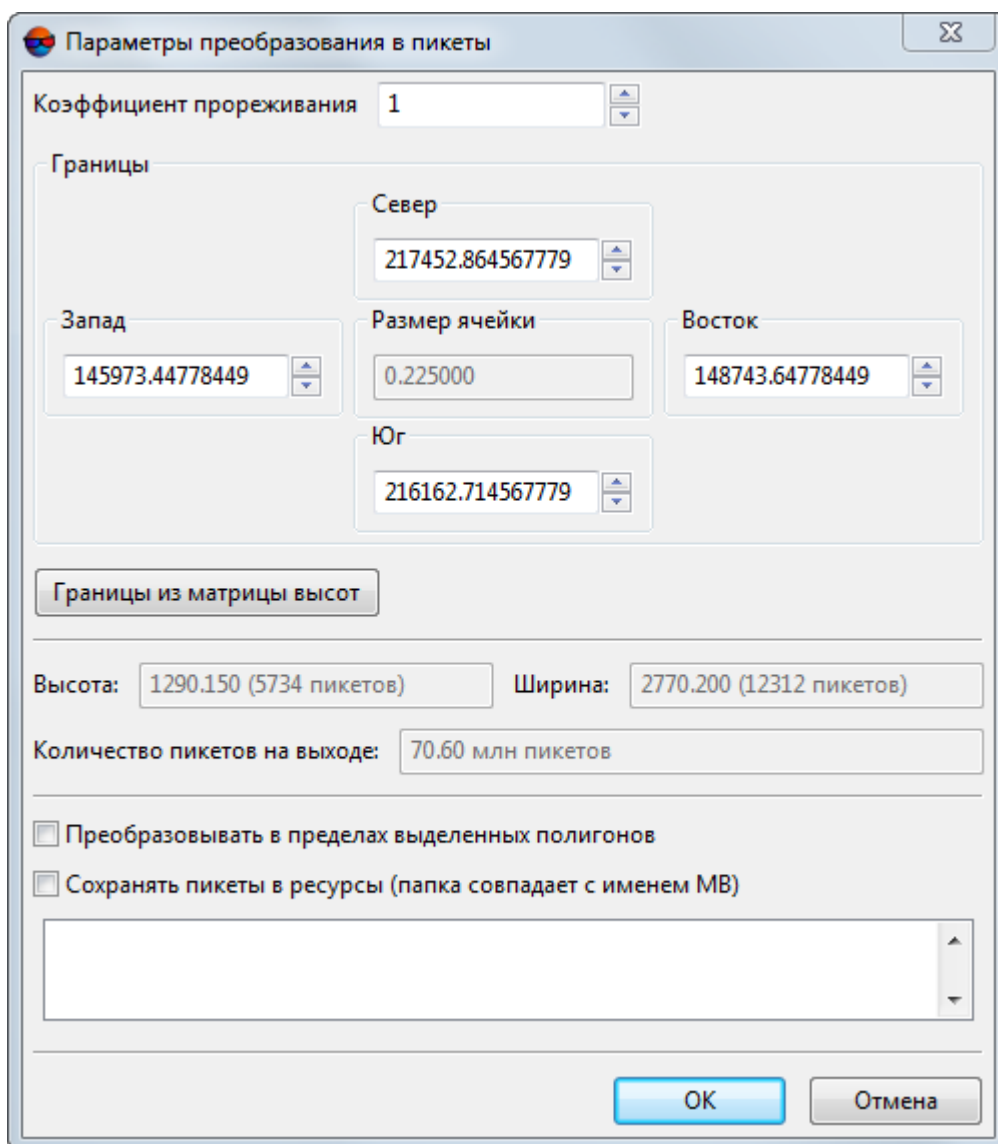 Параметры преобразования в пикеты
Коэффициент прореживания 1
Границы
Север
217452.864567779
Запад Размер ячейки Восток
145973.44778449 0.225000 148743.64778449
Юг
216162.714567779
Границы из матрицы высот
Высота: 1290.150 (5734 пикетов) Ширина: 2770.200 (12312 пикетов)
Количество пикетов на выходе: 70.60 млн пикетов
Преобразовывать в пределах выделенных полигонов
Сохранять пикеты в ресурсы (папка совпадает с именем МВ)
OK Отмена